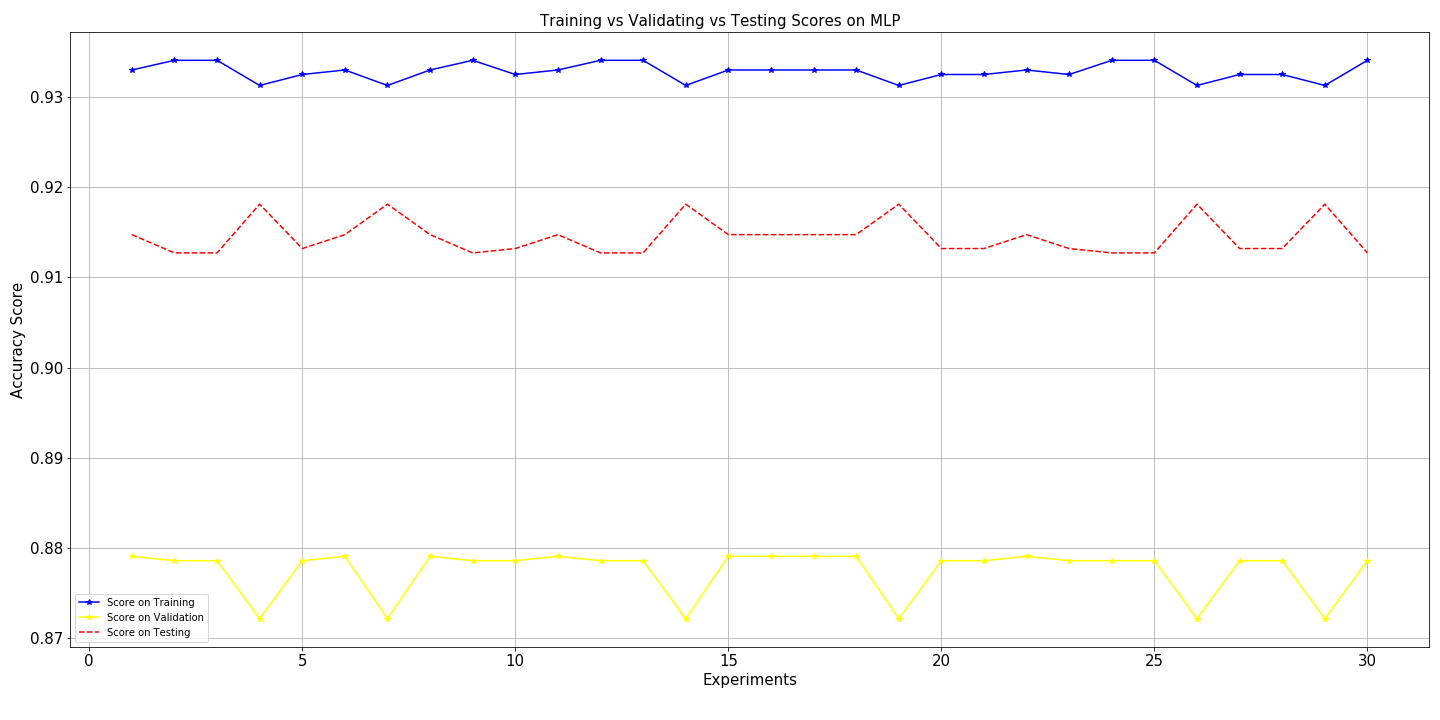 Training vs Validating vs Testing Scores on MLP
0.93
0.92
0.91
0.90
0.89
0.88
0.87
Accuracy Score
Score on Training
Score on Validation
Score on Testing
0 5 10 15 20 25 30
Experiments